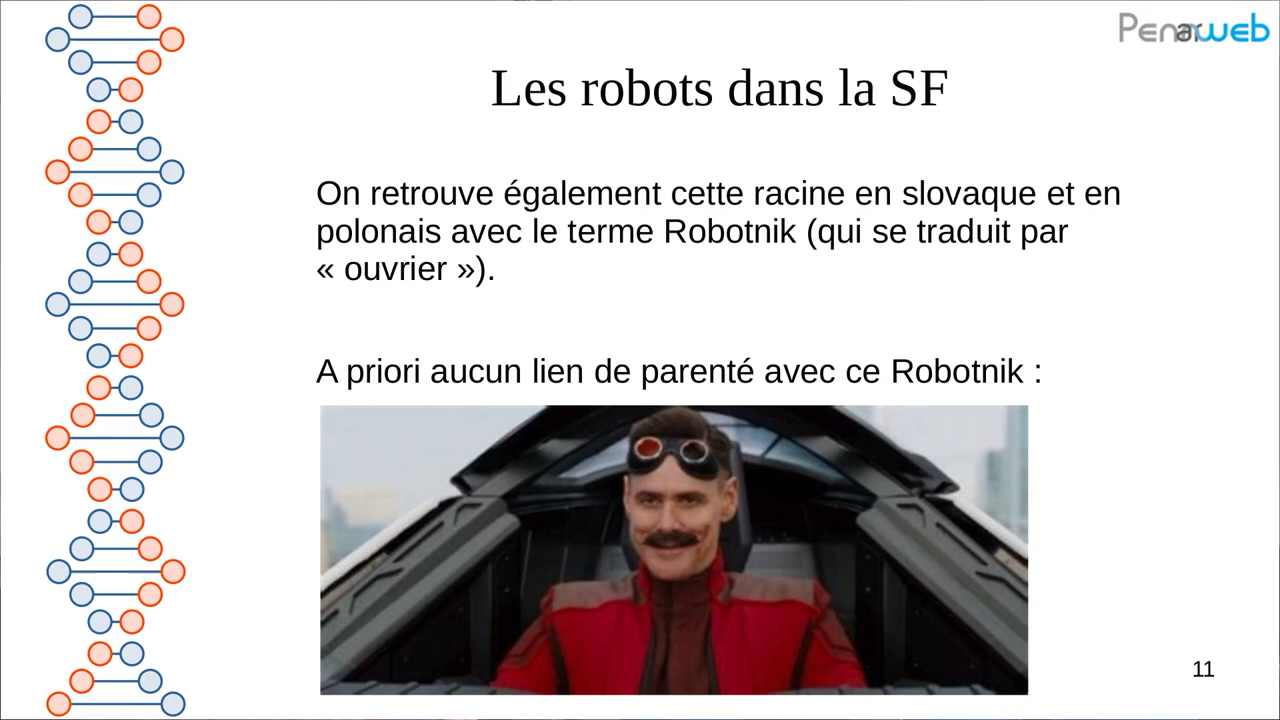 Penarweb
Les robots dans la SF
On retrouve également cette racine en slovaque et en
polonais avec le terme Robotnik (qui se traduit par
« ouvrier »).
A priori aucun lien de parenté avec ce Robotnik :
11